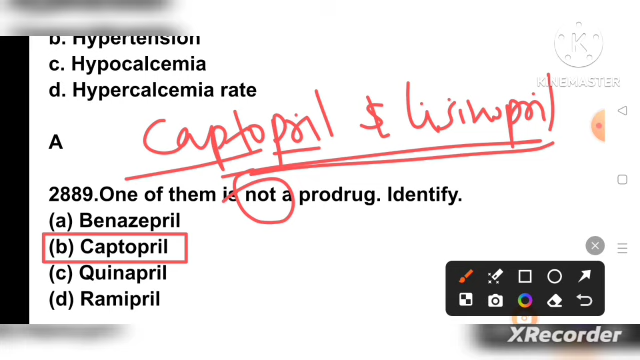 b. Hypertension
c. Hypocalcemia
d. Hypercalcemia rate
KINEMASTER
Captopril & lisinopril
A
2889.One of them is not a prodrug. Identify.
(a) Benazepril
(b) Captopril
(c) Quinapril
(d) Ramipril
XRecorder